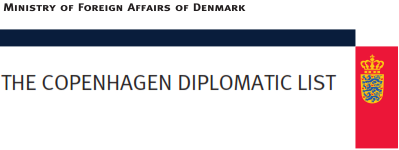 Ministry of Foreign Affairs of Denmark
THE COPENHAGEN DIPLOMATIC LIST